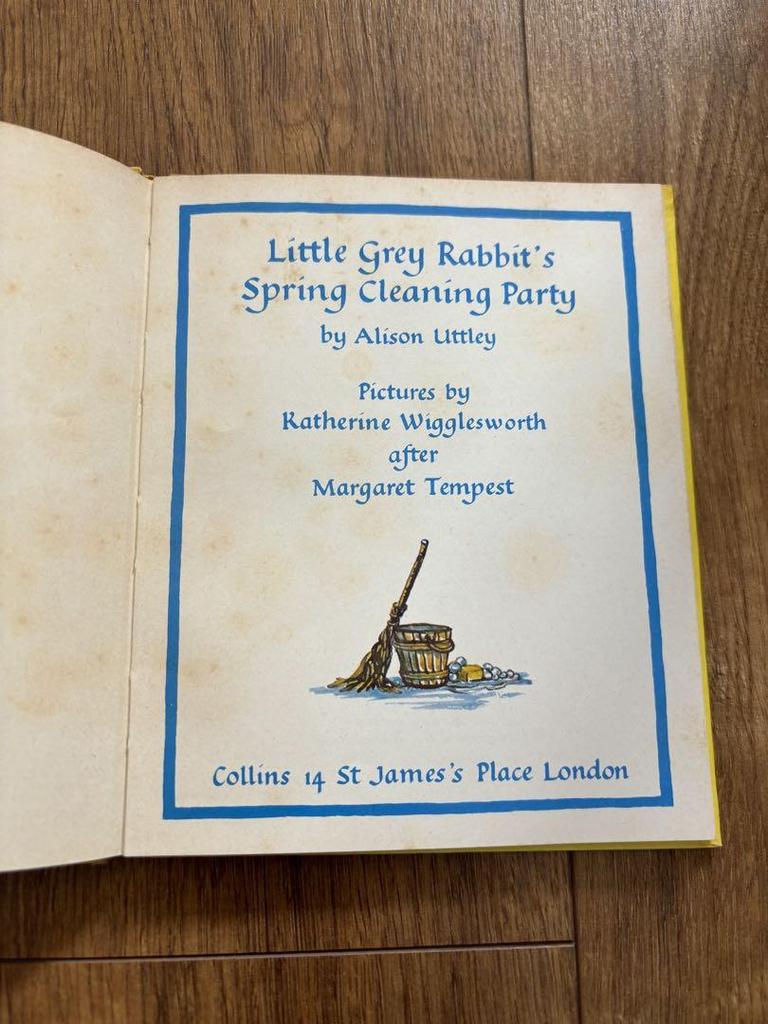 Little Grey Rabbit's
Spring Cleaning Party
by Alison Uttley
Pictures by
Katherine Wigglesworth
after
Margaret Tempest
Collins 14 St James's Place London